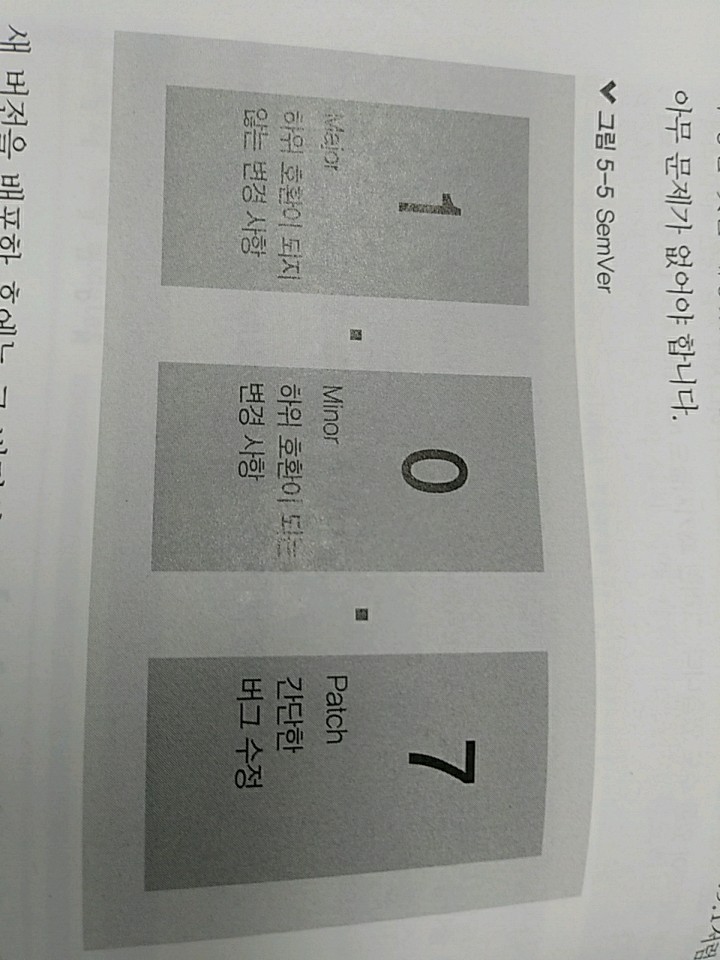 아무 문제가 없어야 합니다.
그림 5-5 SemVer
1
Major
하위 호환이 되지
않는 변경 사항
.
0
Minor
하위 호환이 되는
변경 사항
.
7
Patch
간단한
버그 수정
새 버전을 배포한 후에는